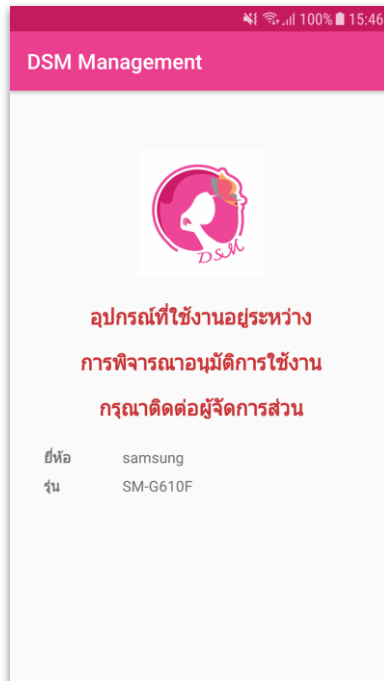 100% 15:46
DSM Management
DSM
อุปกรณ์ที่ใช้งานอยู่ระหว่าง
การพิจารณาอนุมัติการใช้งาน
กรุณาติดต่อผู้จัดการส่วน
ยี่ห้อ samsung
รุ่น SM-G610F